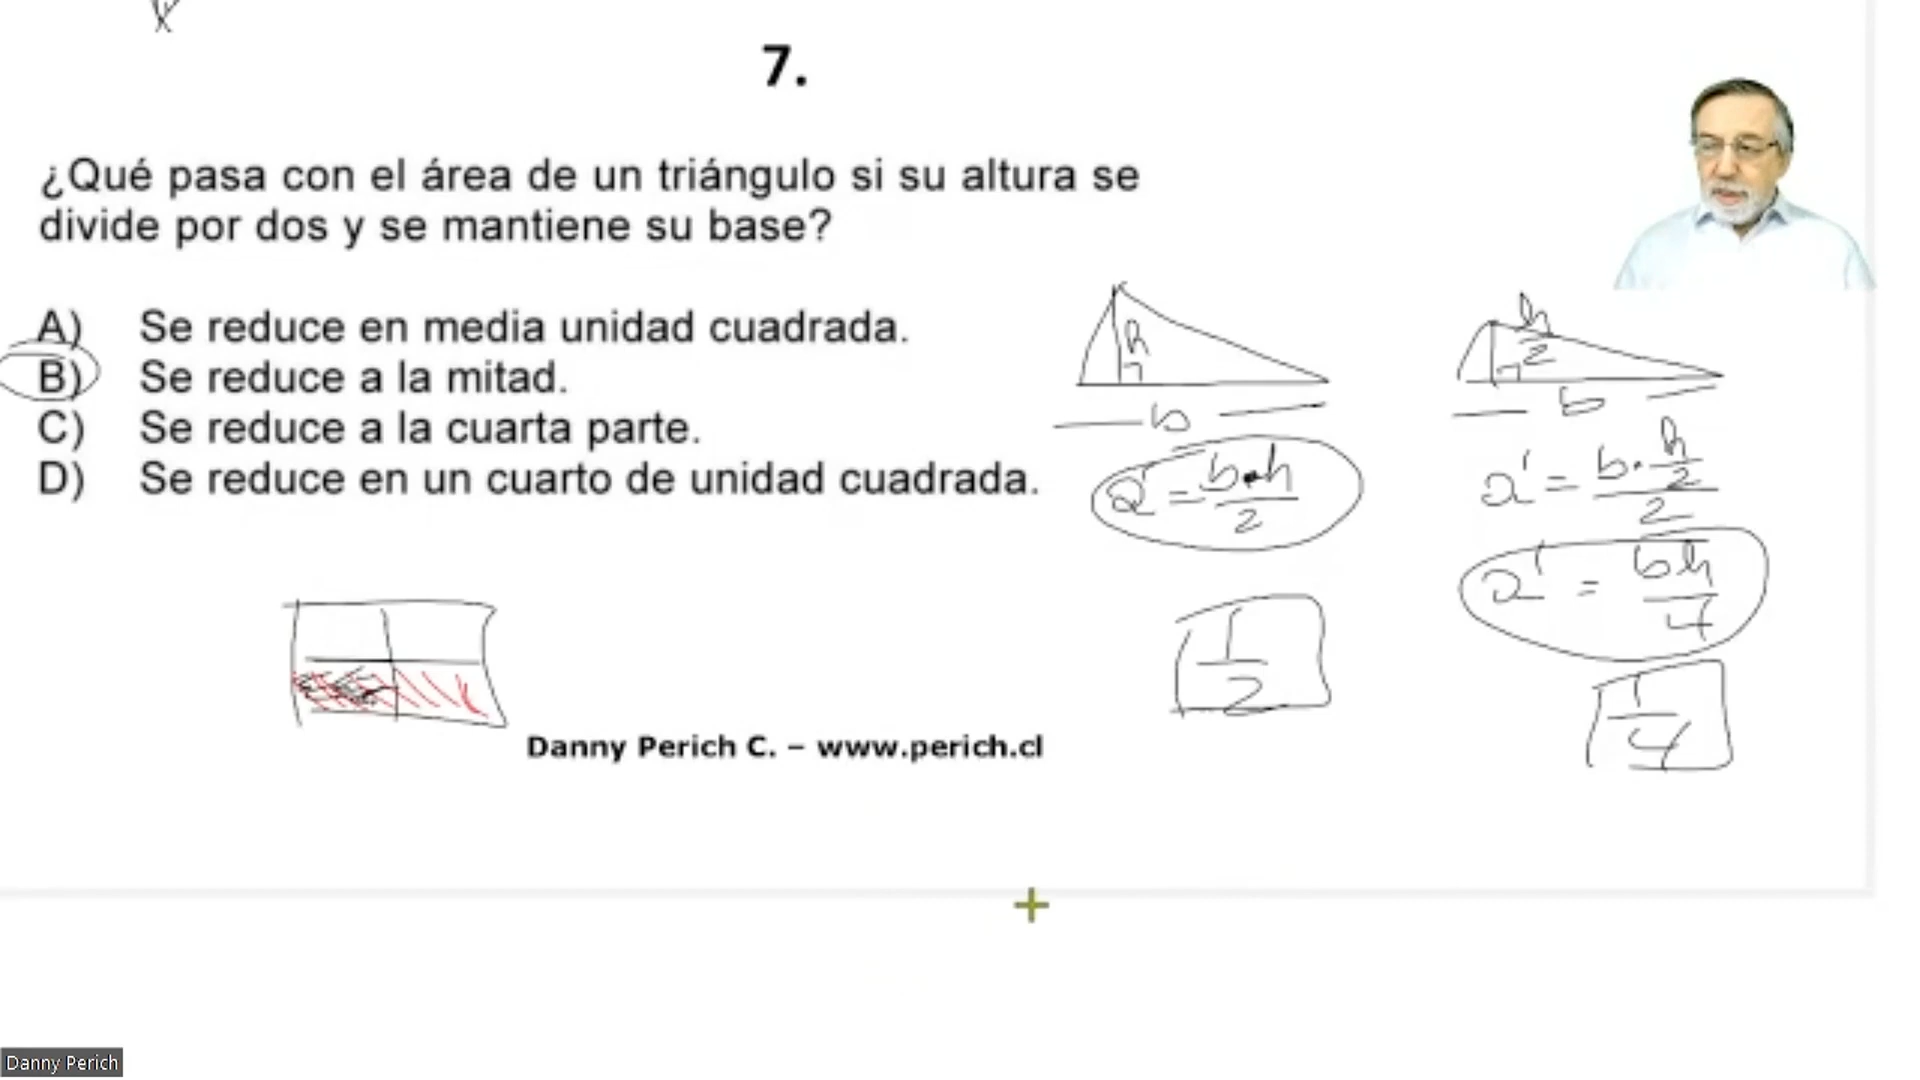 7.
¿Qué pasa con el área de un triángulo si su altura se
divide por dos y se mantiene su base?
A) Se reduce en media unidad cuadrada.
B) Se reduce a la mitad.
C) Se reduce a la cuarta parte.
D) Se reduce en un cuarto de unidad cuadrada.
h
b
a = b·h/2
1/2
h/2
b
a' = b·h/2/2
a' = bh/4
1/4
Danny Perich C. – www.perich.cl
Danny Perich